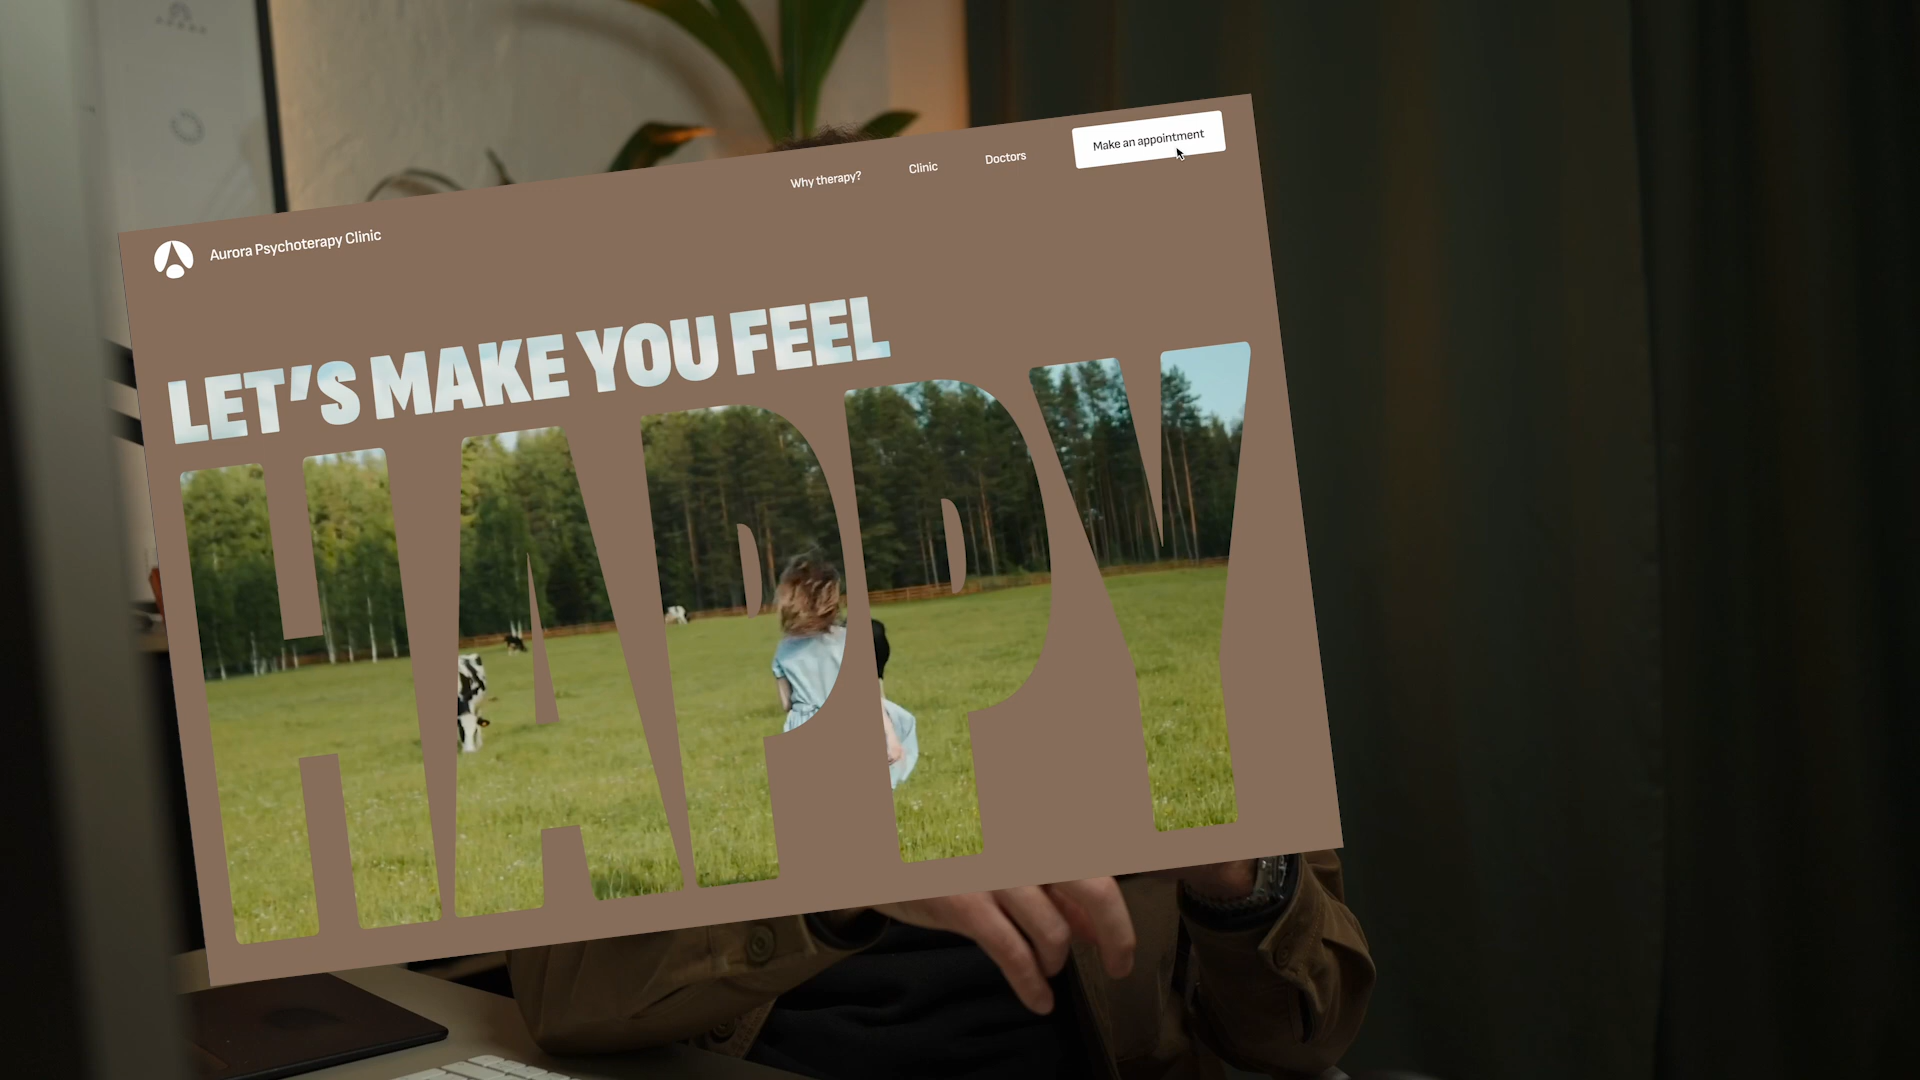 Aurora Psychoterapy Clinic
Why therapy?
Clinic
Doctors
Make an appointment
LET'S MAKE YOU FEEL
HAPPY